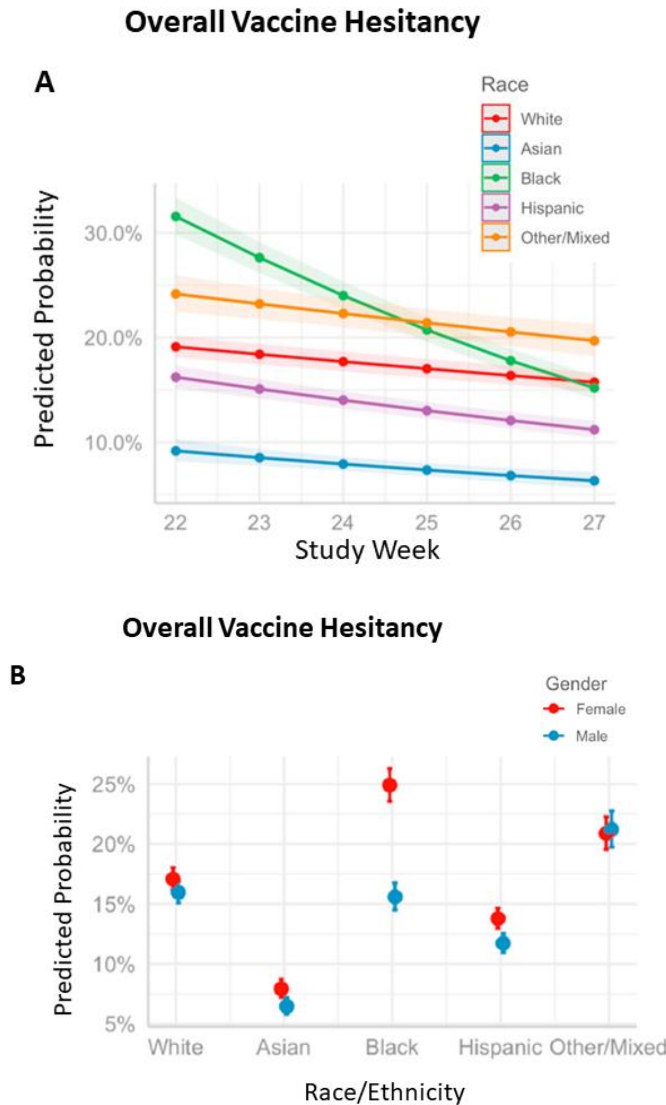 Overall Vaccine Hesitancy
A
Race
White
Asian
Black
Hispanic
Other/Mixed
Predicted Probability
30.0%
20.0%
10.0%
22 23 24 25 26 27
Study Week
Overall Vaccine Hesitancy
B
Gender
Female
Male
Predicted Probability
25%
20%
15%
10%
5%
White Asian Black Hispanic Other/Mixed
Race/Ethnicity